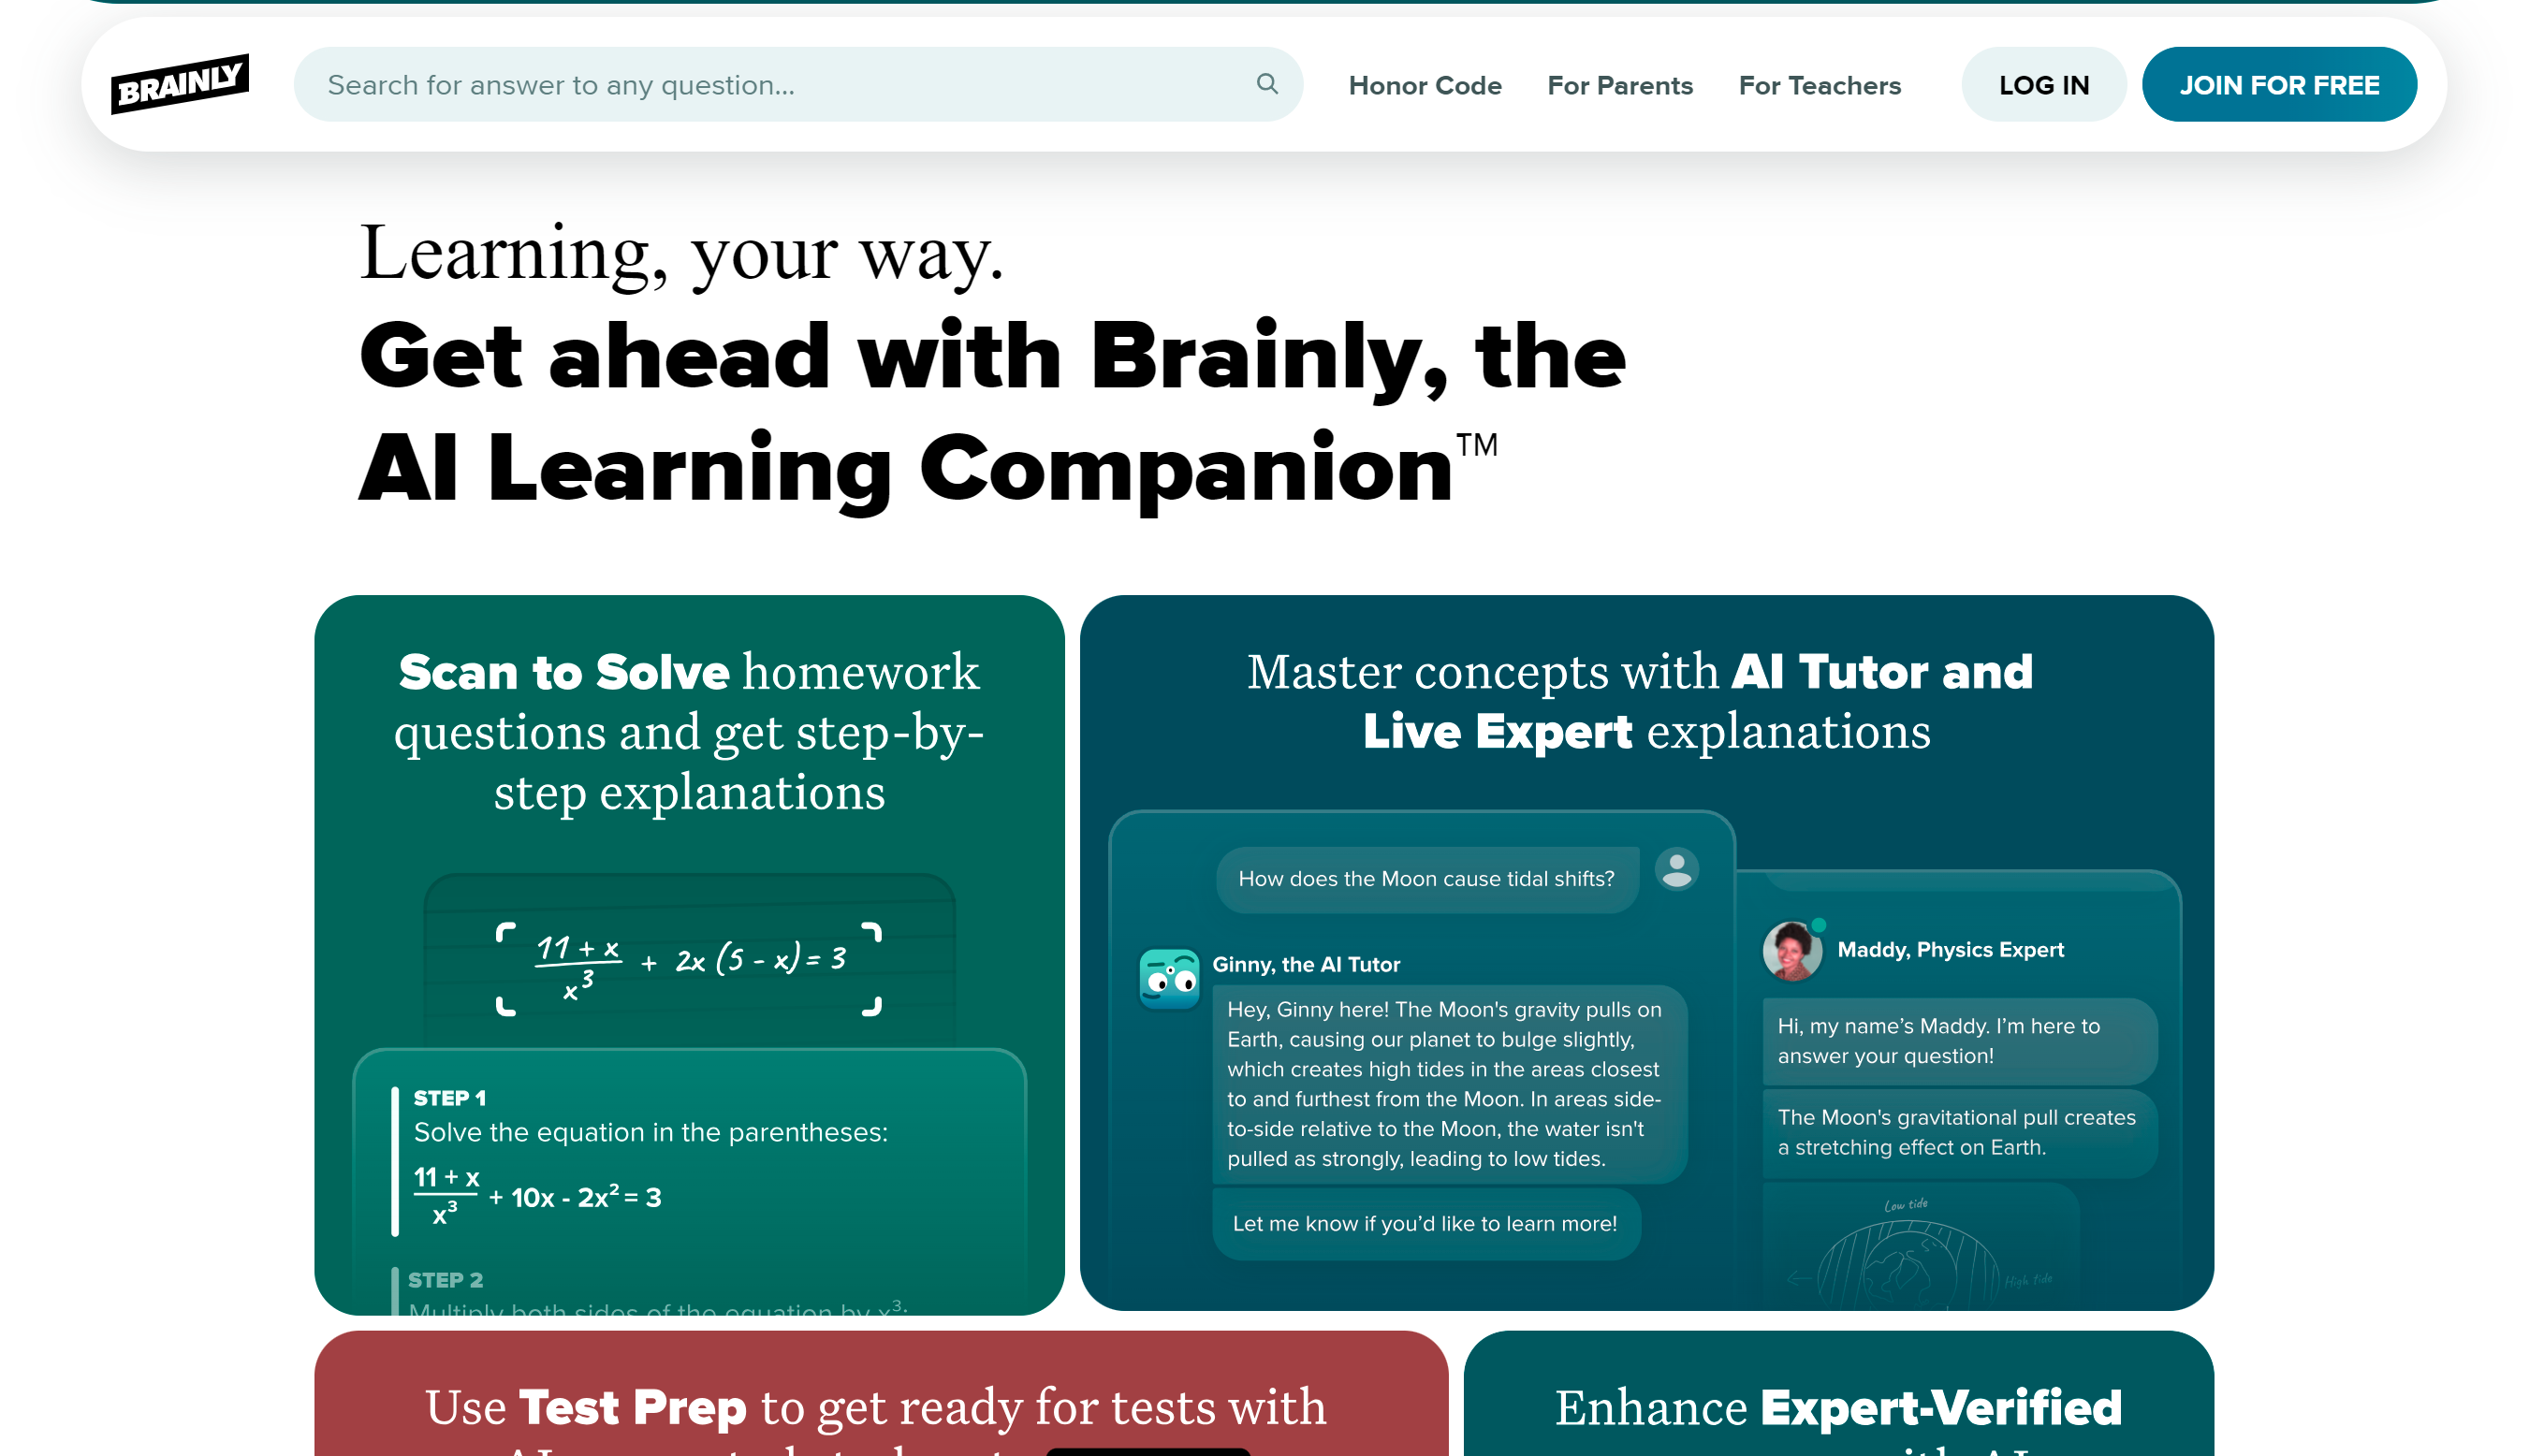 BRAINLY
Search for answer to any question...
Honor Code
For Parents
For Teachers
LOG IN
JOIN FOR FREE
Learning, your way.
Get ahead with Brainly, the
AI Learning Companion™
Scan to Solve homework
questions and get step-by-
step explanations
11 + x / x³ + 2x (5 - x) = 3
STEP 1
Solve the equation in the parentheses:
11 + x / x³ + 10x - 2x² = 3
STEP 2
Multiply both sides of the equation by x³:
Master concepts with AI Tutor and
Live Expert explanations
How does the Moon cause tidal shifts?
Ginny, the AI Tutor
Hey, Ginny here! The Moon's gravity pulls on
Earth, causing our planet to bulge slightly,
which creates high tides in the areas closest
to and furthest from the Moon. In areas side-
to-side relative to the Moon, the water isn't
pulled as strongly, leading to low tides.
Let me know if you’d like to learn more!
Maddy, Physics Expert
Hi, my name’s Maddy. I’m here to
answer your question!
The Moon's gravitational pull creates
a stretching effect on Earth.
Low tide
High tide
Use Test Prep to get ready for tests with
Enhance Expert-Verified